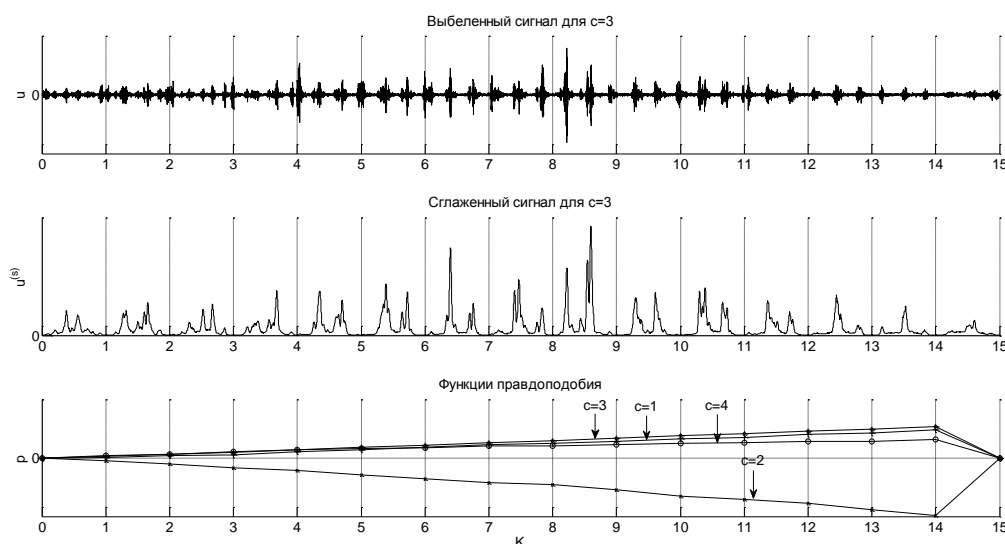 Выбеленный сигнал для c=3
u
0
0 1 2 3 4 5 6 7 8 9 10 11 12 13 14 15
Сглаженный сигнал для c=3
u(s)
0
0 1 2 3 4 5 6 7 8 9 10 11 12 13 14 15
Функции правдоподобия
c=3 c=1 c=4
p
0
c=2
0 1 2 3 4 5 6 7 8 9 10 11 12 13 14 15
K